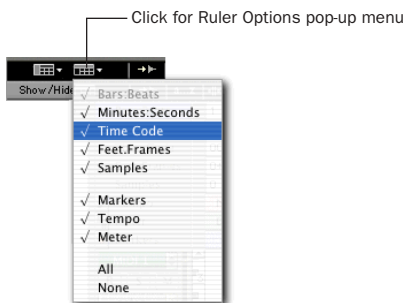 Click for Ruler Options pop-up menu
Show/Hide
√ Bars:Beats
√ Minutes:Seconds
√ Time Code
√ Feet.Frames
√ Samples
√ Markers
√ Tempo
√ Meter
All
None